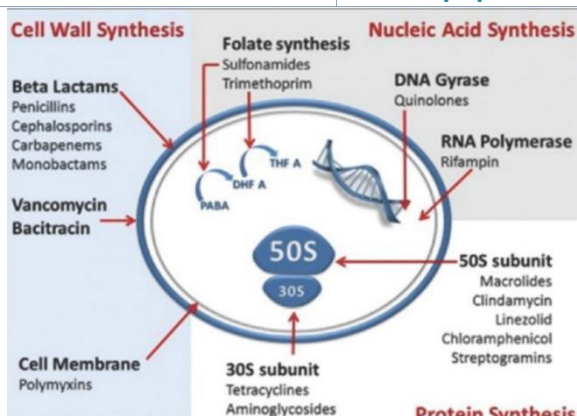 Cell Wall Synthesis
Nucleic Acid Synthesis
Folate synthesis
Sulfonamides
Trimethoprim
Beta Lactams
Penicillins
Cephalosporins
Carbapenems
Monobactams
DNA Gyrase
Quinolones
RNA Polymerase
Rifampin
THF A
DHF A
PABA
Vancomycin
Bacitracin
50S
30S
50S subunit
Macrolides
Clindamycin
Linezolid
Chloramphenicol
Streptogramins
Cell Membrane
Polymyxins
30S subunit
Tetracyclines
Aminoglycosides
Protein Synthesis